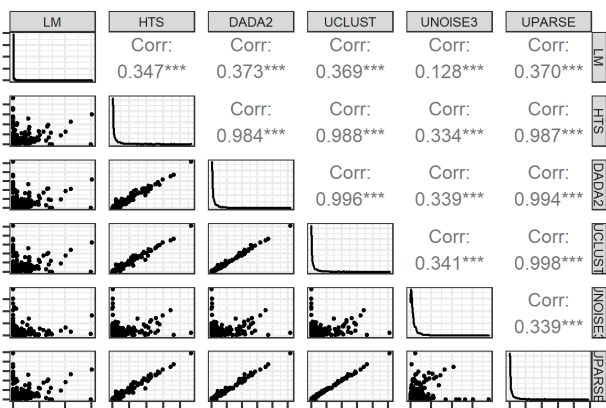 LM HTS DADA2 UCLUST UNOISE3 UPARSE
Corr: Corr: Corr: Corr: Corr:
0.347*** 0.373*** 0.369*** 0.128*** 0.370***
LM
Corr: Corr: Corr: Corr:
0.984*** 0.988*** 0.334*** 0.987***
HTS
Corr: Corr: Corr:
0.996*** 0.339*** 0.994***
DADA2
Corr: Corr:
0.341*** 0.998***
UCLUST
Corr:
0.339***
UNOISE3
UPARSE